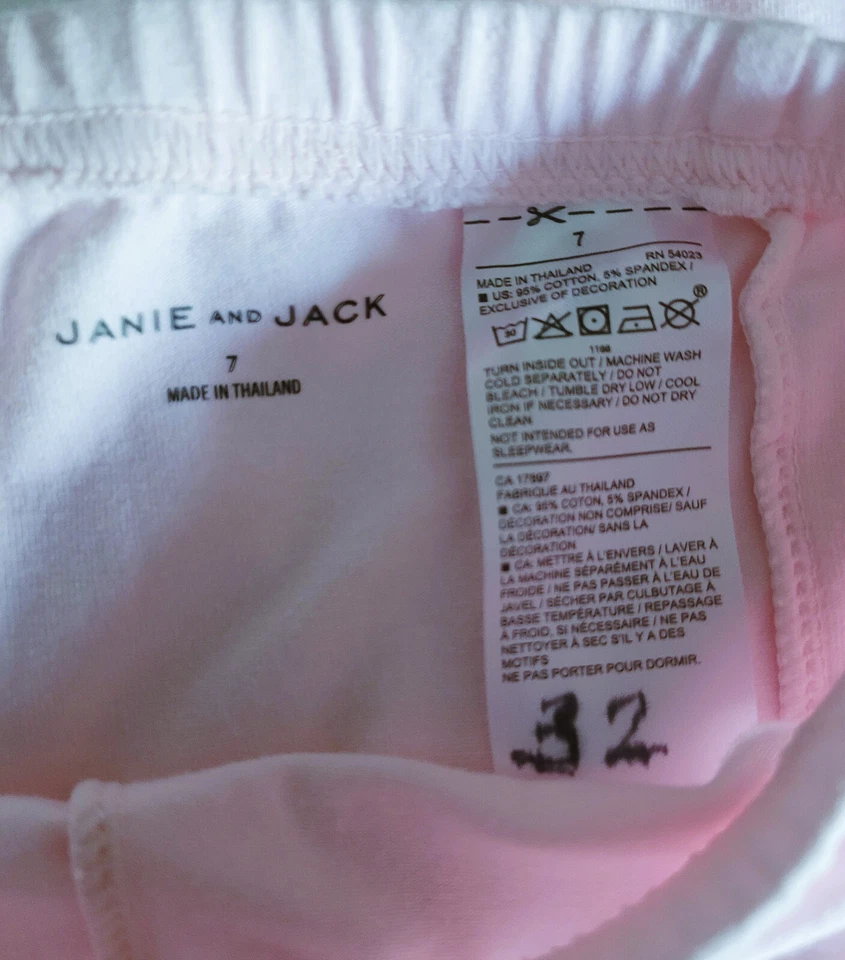 JANIE AND JACK
7
MADE IN THAILAND
7
RN 54023
MADE IN THAILAND
■ US: 95% COTTON, 5% SPANDEX /
EXCLUSIVE OF DECORATION
30
®
TURN INSIDE OUT / MACHINE WASH
COLD SEPARATELY / DO NOT
BLEACH / TUMBLE DRY LOW / COOL
IRON IF NECESSARY / DO NOT DRY
CLEAN
NOT INTENDED FOR USE AS
SLEEPWEAR.
CA 17897
FABRIQUE AU THAILAND
■ CA: 95% COTON, 5% SPANDEX /
DÉCORATION NON COMPRISE/ SAUF
LA DÉCORATION/ SANS LA
DÉCORATION
■ CA: METTRE À L'ENVERS / LAVER À
LA MACHINE SÉPARÉMENT À L'EAU
FROIDE / NE PAS PASSER À L'EAU DE
JAVEL / SÉCHER PAR CULBUTAGE À
BASSE TEMPÉRATURE / REPASSAGE
À FROID, SI NÉCESSAIRE / NE PAS
NETTOYER À SEC S'IL Y A DES
MOTIFS
NE PAS PORTER POUR DORMIR.
32